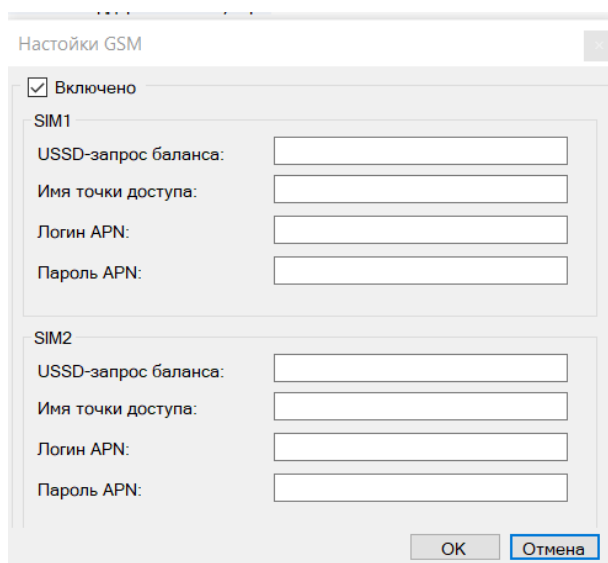 Настойки GSM
Включено
SIM1
USSD-запрос баланса:
Имя точки доступа:
Логин APN:
Пароль APN:
SIM2
USSD-запрос баланса:
Имя точки доступа:
Логин APN:
Пароль APN:
OK Отмена